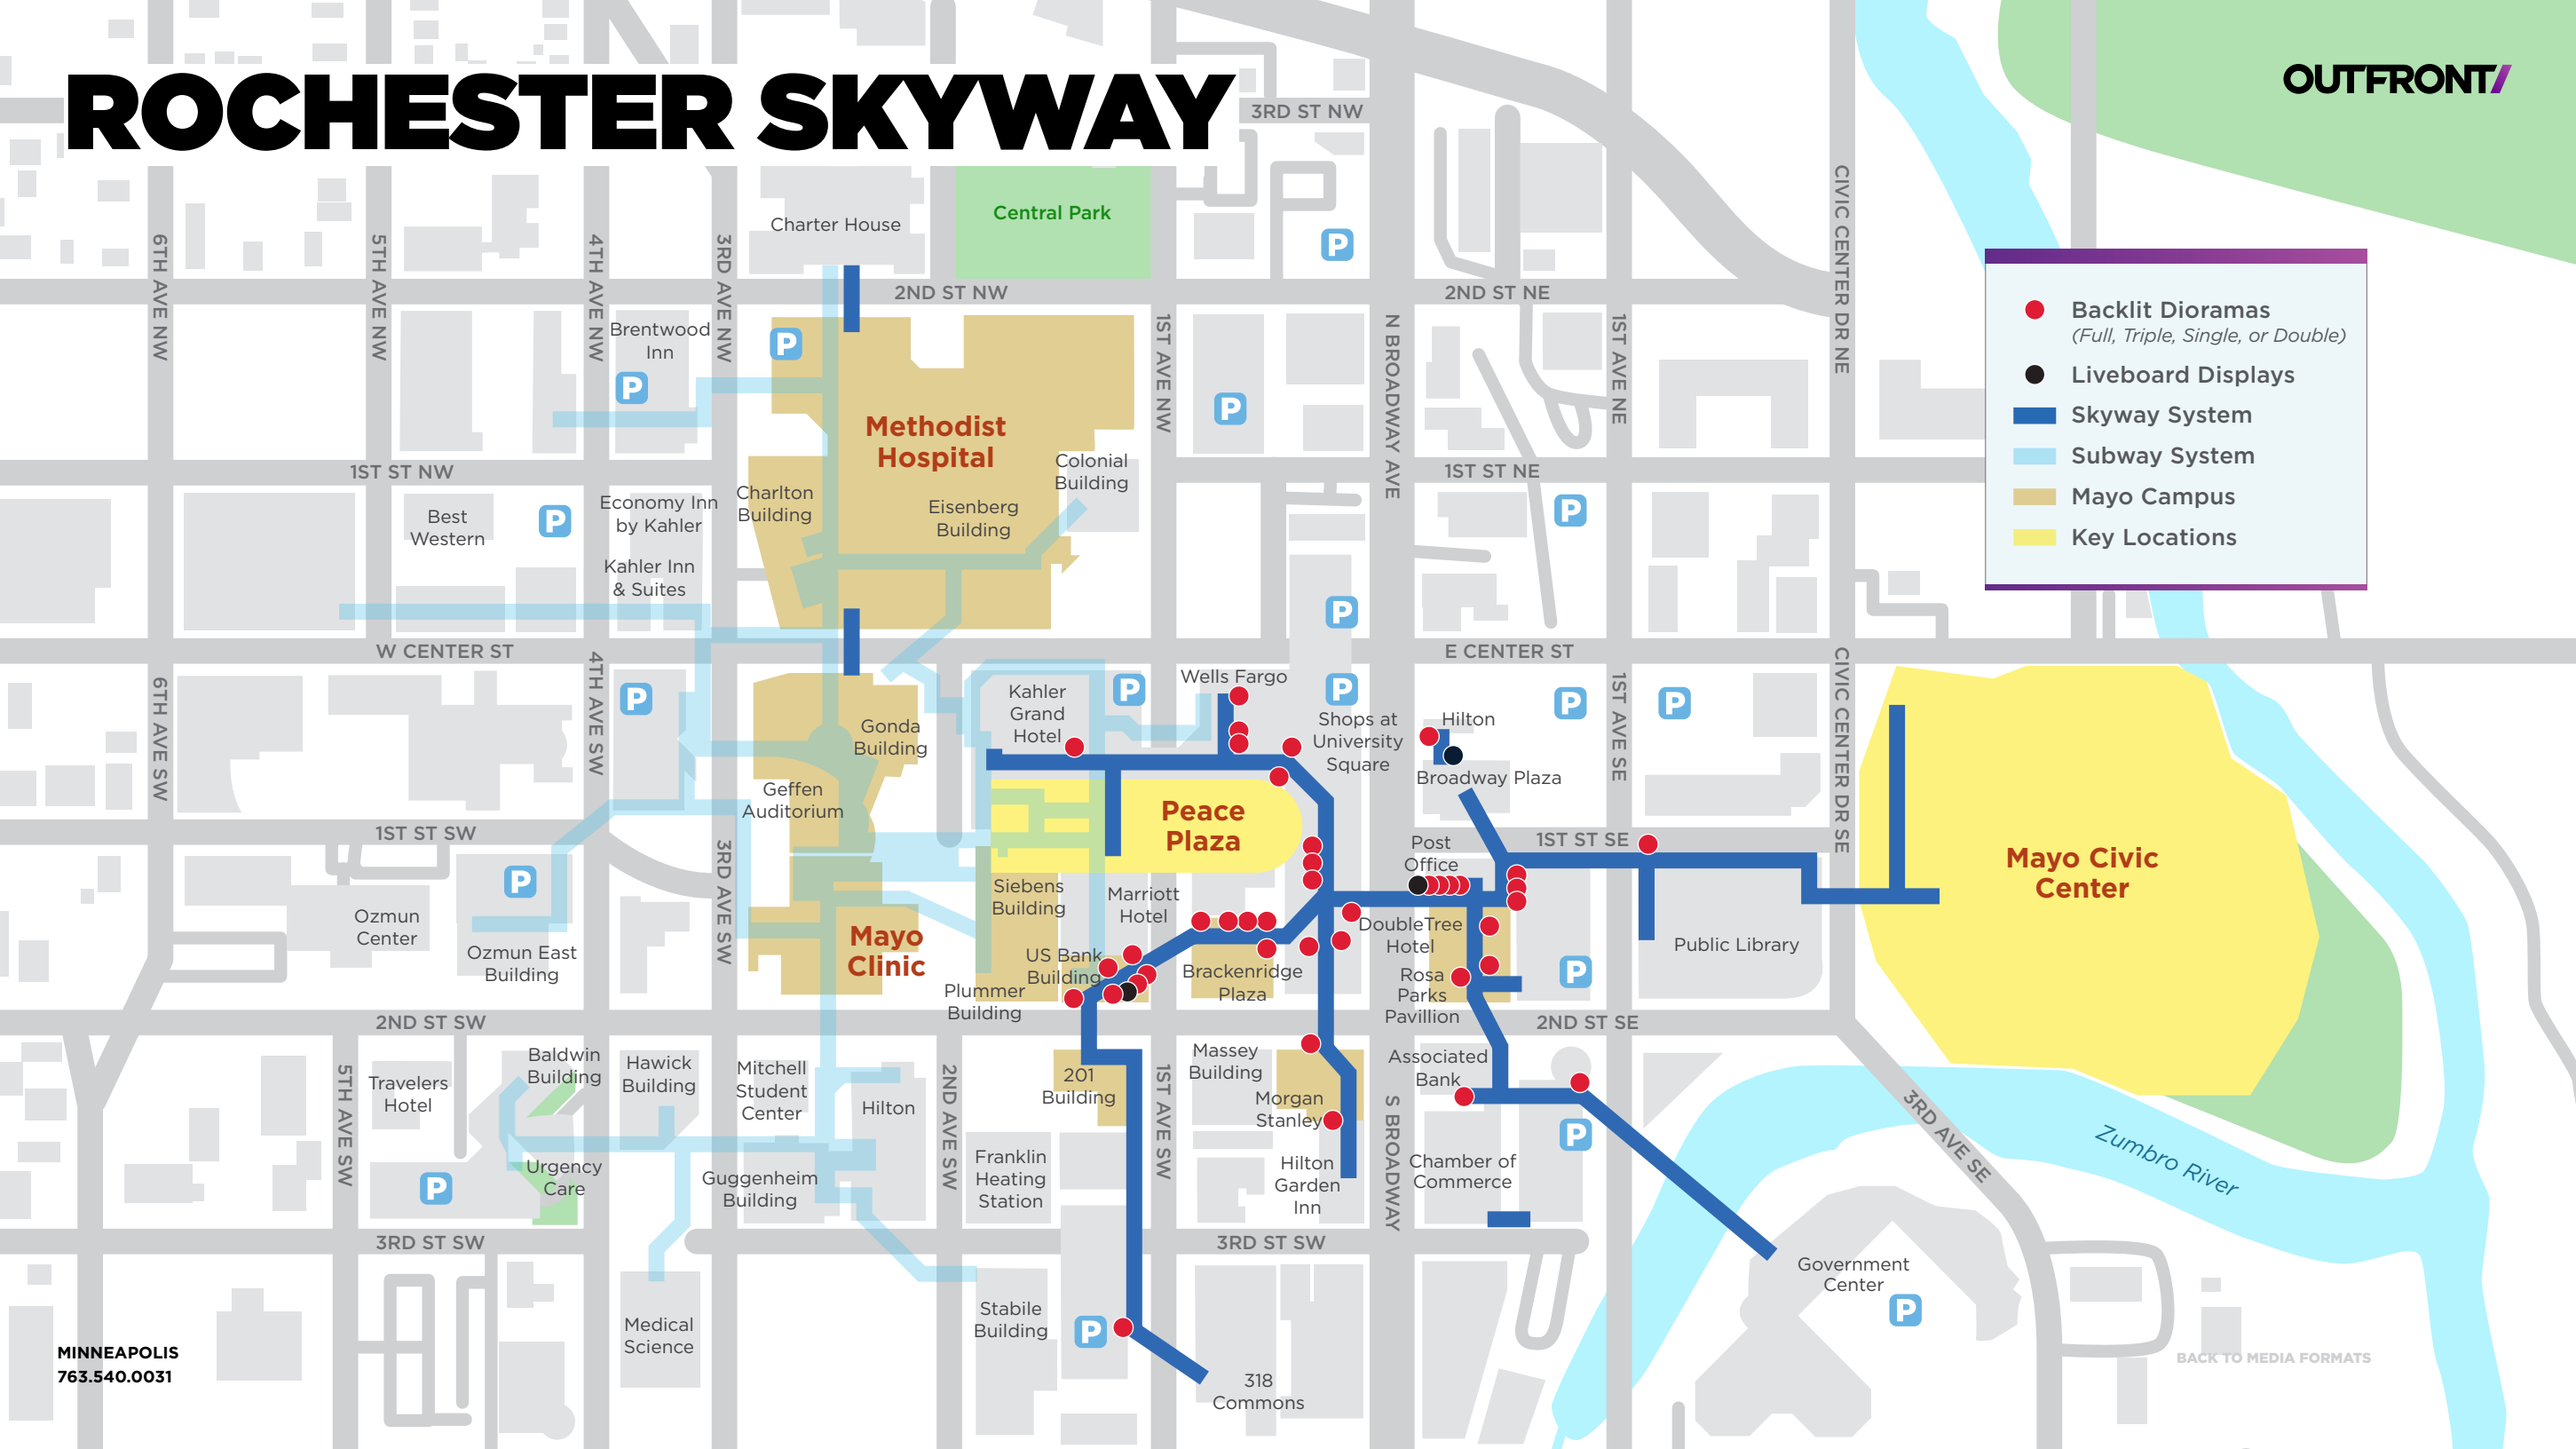 ROCHESTER SKYWAY
OUTFRONT/
3RD ST NW
Central Park
Charter House
P
CIVIC CENTER DR NE
6TH AVE NW
5TH AVE NW
4TH AVE NW
3RD AVE NW
2ND ST NW
2ND ST NE
Backlit Dioramas
(Full, Triple, Single, or Double)
Liveboard Displays
Skyway System
Subway System
Mayo Campus
Key Locations
Brentwood
Inn
P
P
1ST AVE NW
N BROADWAY AVE
1ST AVE NE
P
Methodist
Hospital
Colonial
Building
1ST ST NW
1ST ST NE
Charlton
Building
Eisenberg
Building
Best
Western
P
Economy Inn
by Kahler
P
Kahler Inn
& Suites
P
W CENTER ST
E CENTER ST
6TH AVE SW
4TH AVE SW
P
Kahler
Grand
Hotel
P
Wells Fargo
P
Shops at
University
Square
Hilton
P
P
1ST AVE SE
CIVIC CENTER DR SE
Gonda
Building
Broadway Plaza
Geffen
Auditorium
Peace
Plaza
1ST ST SW
1ST ST SE
Post
Office
Mayo Civic
Center
3RD AVE SW
P
Siebens
Building
Marriott
Hotel
Ozmun
Center
DoubleTree
Hotel
Public Library
Mayo
Clinic
Ozmun East
Building
US Bank
Building
Brackenridge
Plaza
Rosa
Parks
Pavillion
P
Plummer
Building
2ND ST SW
2ND ST SE
5TH AVE SW
Travelers
Hotel
Baldwin
Building
Hawick
Building
Mitchell
Student
Center
Hilton
2ND AVE SW
201
Building
1ST AVE SW
Massey
Building
Morgan
Stanley
S BROADWAY
Associated
Bank
P
3RD AVE SE
Zumbro River
Urgency
Care
P
Guggenheim
Building
Franklin
Heating
Station
Hilton
Garden
Inn
Chamber of
Commerce
3RD ST SW
3RD ST SW
Government
Center
P
Medical
Science
Stabile
Building
P
318
Commons
MINNEAPOLIS
763.540.0031
BACK TO MEDIA FORMATS